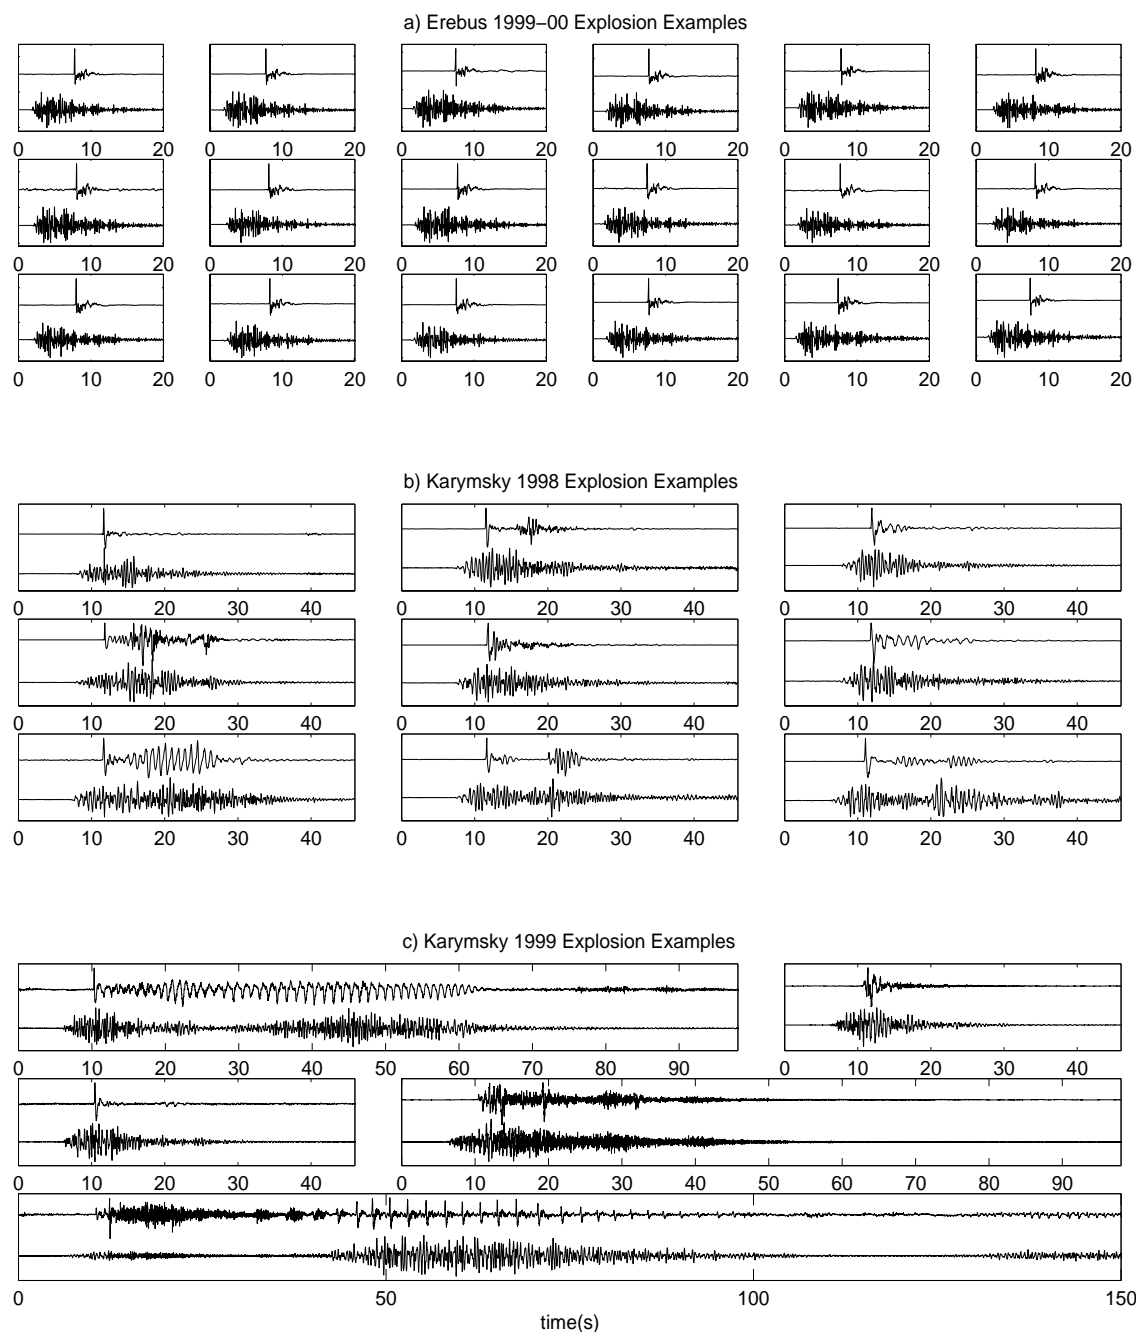 a) Erebus 1999−00 Explosion Examples
0 10 20 0 10 20 0 10 20 0 10 20 0 10 20 0 10 20
0 10 20 0 10 20 0 10 20 0 10 20 0 10 20 0 10 20
0 10 20 0 10 20 0 10 20 0 10 20 0 10 20 0 10 20
b) Karymsky 1998 Explosion Examples
0 10 20 30 40 0 10 20 30 40 0 10 20 30 40
0 10 20 30 40 0 10 20 30 40 0 10 20 30 40
0 10 20 30 40 0 10 20 30 40 0 10 20 30 40
c) Karymsky 1999 Explosion Examples
50 60 70 80 90 0 10 20 30 40
0 10 20 30 40 0 10 20 30 40 50 60 70 80 90
0 50 100 150
time(s)